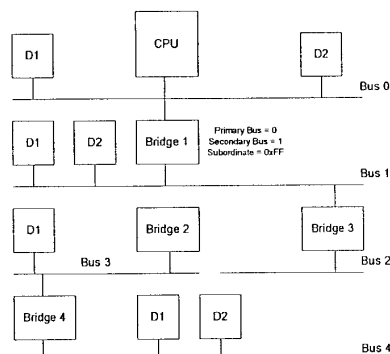 CPU
D1
D2
Bus 0
D1
D2
Bridge 1
Primary Bus = 0
Secondary Bus = 1
Subordinate = 0xFF
Bus 1
D1
Bridge 2
Bridge 3
Bus 3
Bus 2
Bridge 4
D1
D2
Bus 4